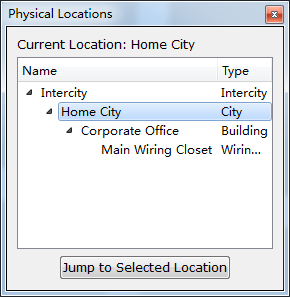 Physical Locations
Current Location: Home City
Name Type
Intercity Intercity
Home City City
Corporate Office Building
Main Wiring Closet Wirin...
Jump to Selected Location